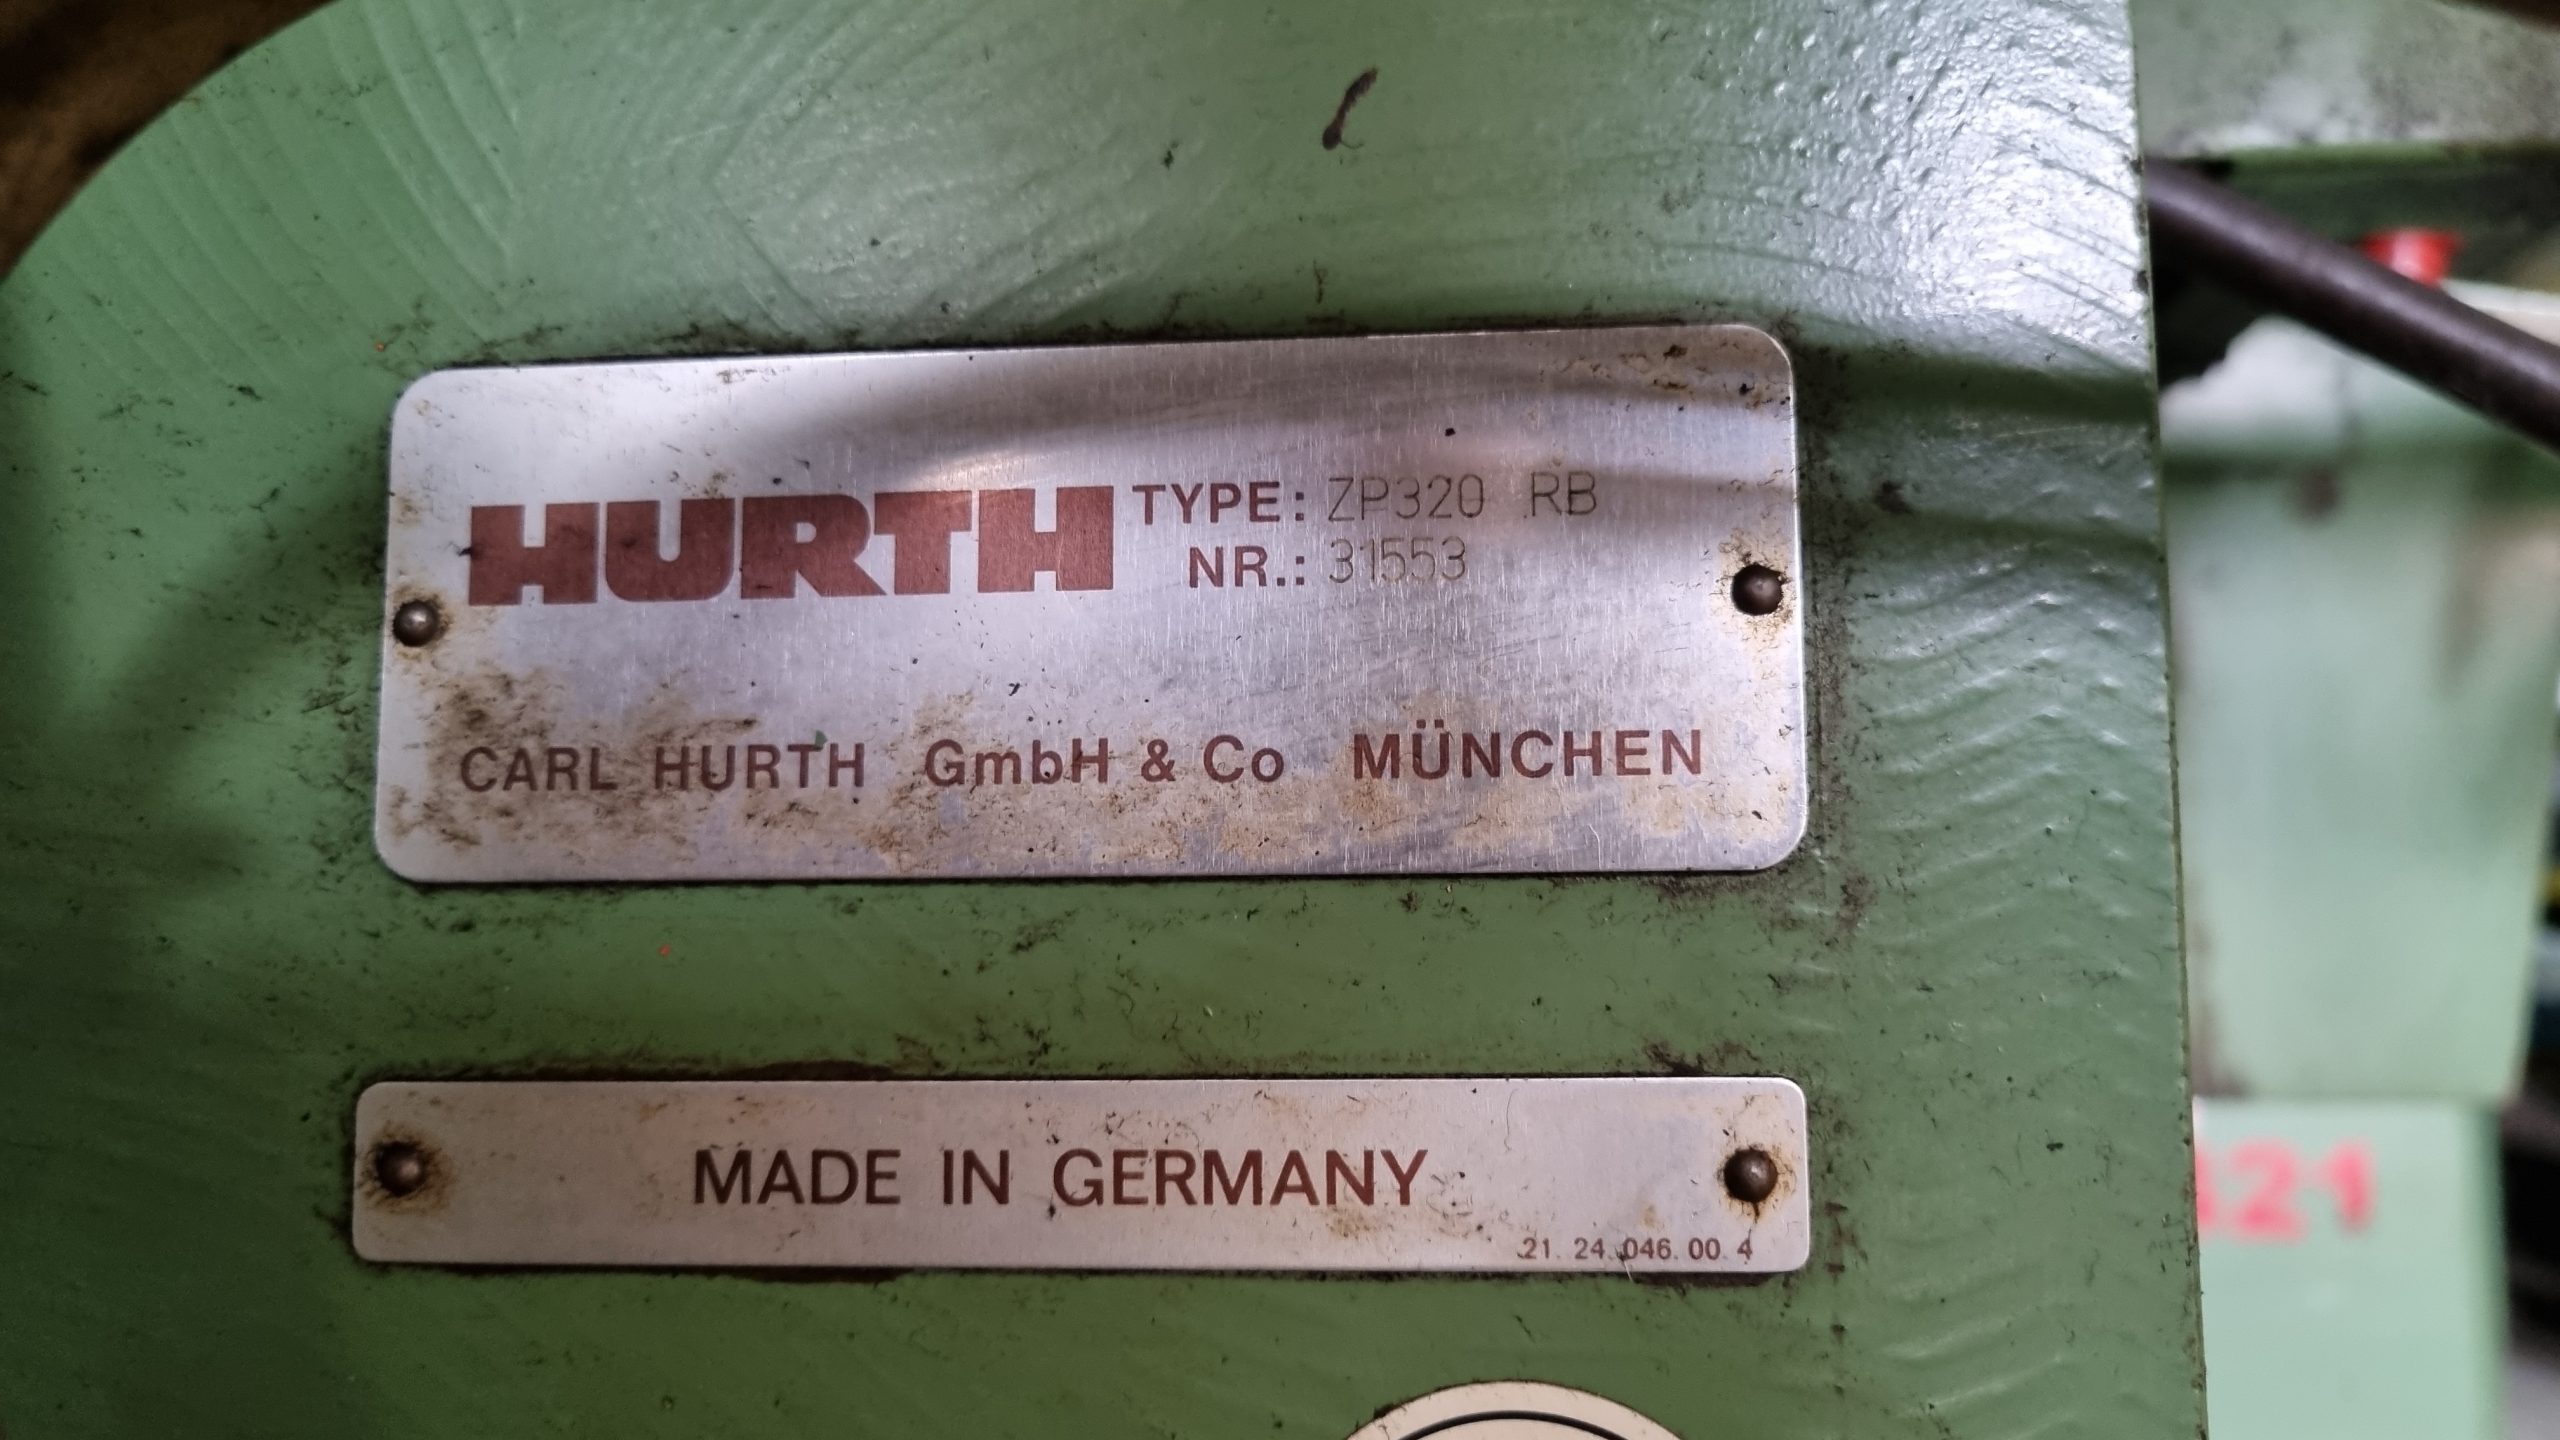 HURTH TYPE: ZP320 RB
NR.: 31553
CARL HURTH GmbH & Co MÜNCHEN
MADE IN GERMANY
21. 24. 046. 00. 4